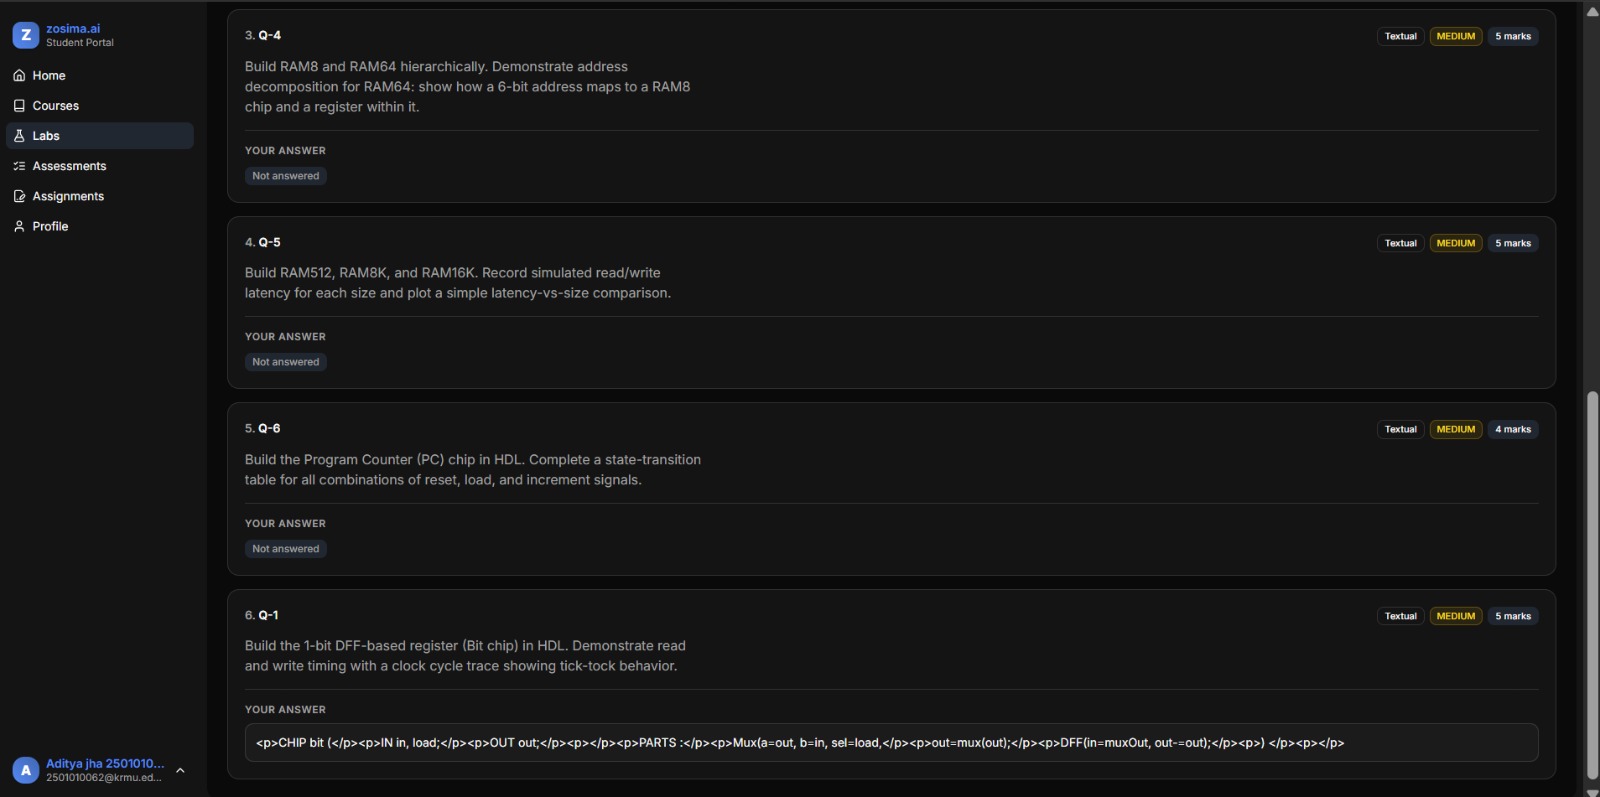 zosima.ai
Student Portal
Home
Courses
Labs
Assessments
Assignments
Profile
3. Q-4
Textual MEDIUM 5 marks
Build RAM8 and RAM64 hierarchically. Demonstrate address
decomposition for RAM64: show how a 6-bit address maps to a RAM8
chip and a register within it.
YOUR ANSWER
Not answered
4. Q-5
Textual MEDIUM 5 marks
Build RAM512, RAM8K, and RAM16K. Record simulated read/write
latency for each size and plot a simple latency-vs-size comparison.
YOUR ANSWER
Not answered
5. Q-6
Textual MEDIUM 4 marks
Build the Program Counter (PC) chip in HDL. Complete a state-transition
table for all combinations of reset, load, and increment signals.
YOUR ANSWER
Not answered
6. Q-1
Textual MEDIUM 5 marks
Build the 1-bit DFF-based register (Bit chip) in HDL. Demonstrate read
and write timing with a clock cycle trace showing tick-tock behavior.
YOUR ANSWER
<p>CHIP bit (</p><p>IN in, load;</p><p>OUT out;</p><p></p><p>PARTS :</p><p>Mux(a=out, b=in, sel=load,</p><p>out=mux(out);</p><p>DFF(in=muxOut, out-=out);</p><p>) </p><p></p>
Z
A
Aditya jha 2501010...
2501010062@krmu.ed...